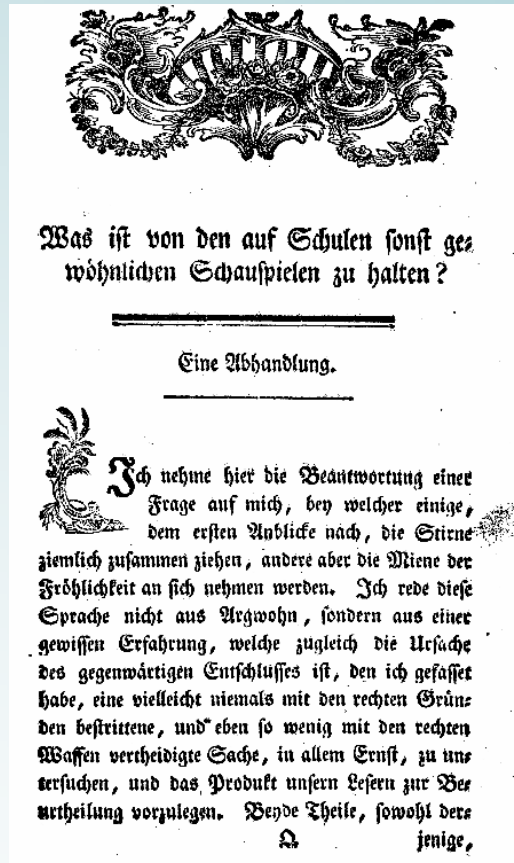 Was ist von den auf Schulen sonst ge⸗
wöhnlichen Schauspielen zu halten?
Eine Abhandlung.
Ich nehme hier die Beantwortung einer
Frage auf mich, bey welcher einige,
dem ersten Anblicke nach, die Stirne
ziemlich zusammen ziehen, andere aber die Miene der
Fröhlichkeit an sich nehmen werden. Ich rede diese
Sprache nicht aus Argwohn, sondern aus einer
gewissen Erfahrung, welche zugleich die Ursache
des gegenwärtigen Entschlusses ist, den ich gefasset
habe, eine vielleicht niemals mit den rechten Grün⸗
den bestrittene, und eben so wenig mit den rechten
Waffen vertheidigte Sache, in allem Ernst, zu un⸗
tersuchen, und das Produkt unsern Lesern zur Be⸗
urtheilung vorzulegen. Beyde Theile, sowohl der⸗
Q jenige,